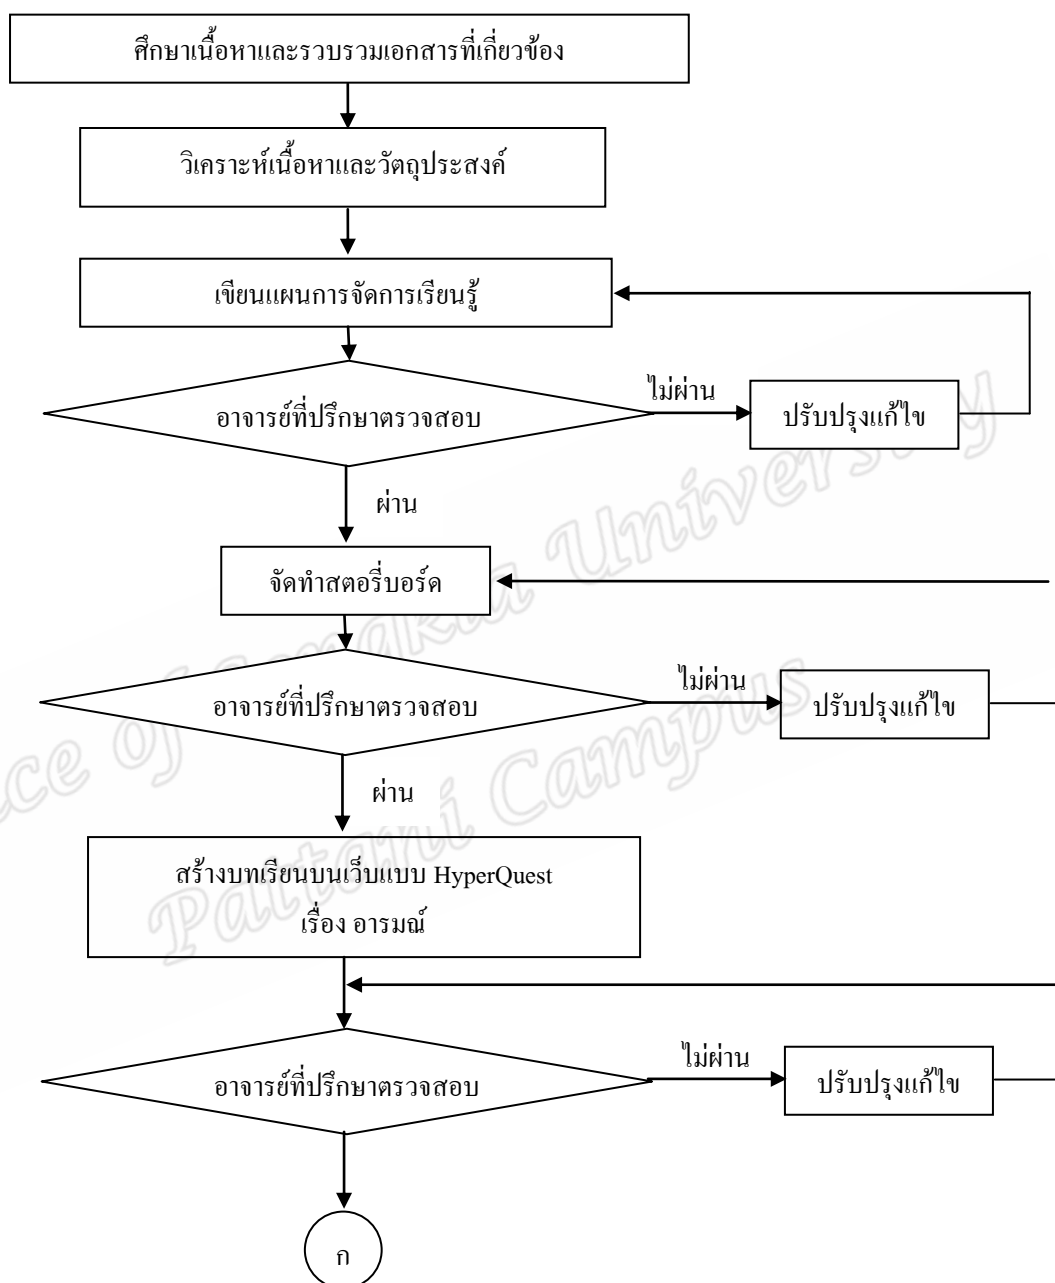 ศึกษาเนื้อหาและรวบรวมเอกสารที่เกี่ยวข้อง
วิเคราะห์เนื้อหาและวัตถุประสงค์
เขียนแผนการจัดการเรียนรู้
อาจารย์ที่ปรึกษาตรวจสอบ
ไม่ผ่าน
ปรับปรุงแก้ไข
ผ่าน
จัดทำสตอรี่บอร์ด
อาจารย์ที่ปรึกษาตรวจสอบ
ไม่ผ่าน
ปรับปรุงแก้ไข
ผ่าน
สร้างบทเรียนบนเว็บแบบ HyperQuest
เรื่อง อารมณ์
อาจารย์ที่ปรึกษาตรวจสอบ
ไม่ผ่าน
ปรับปรุงแก้ไข
ก
of Songkla University
Pattani Campus